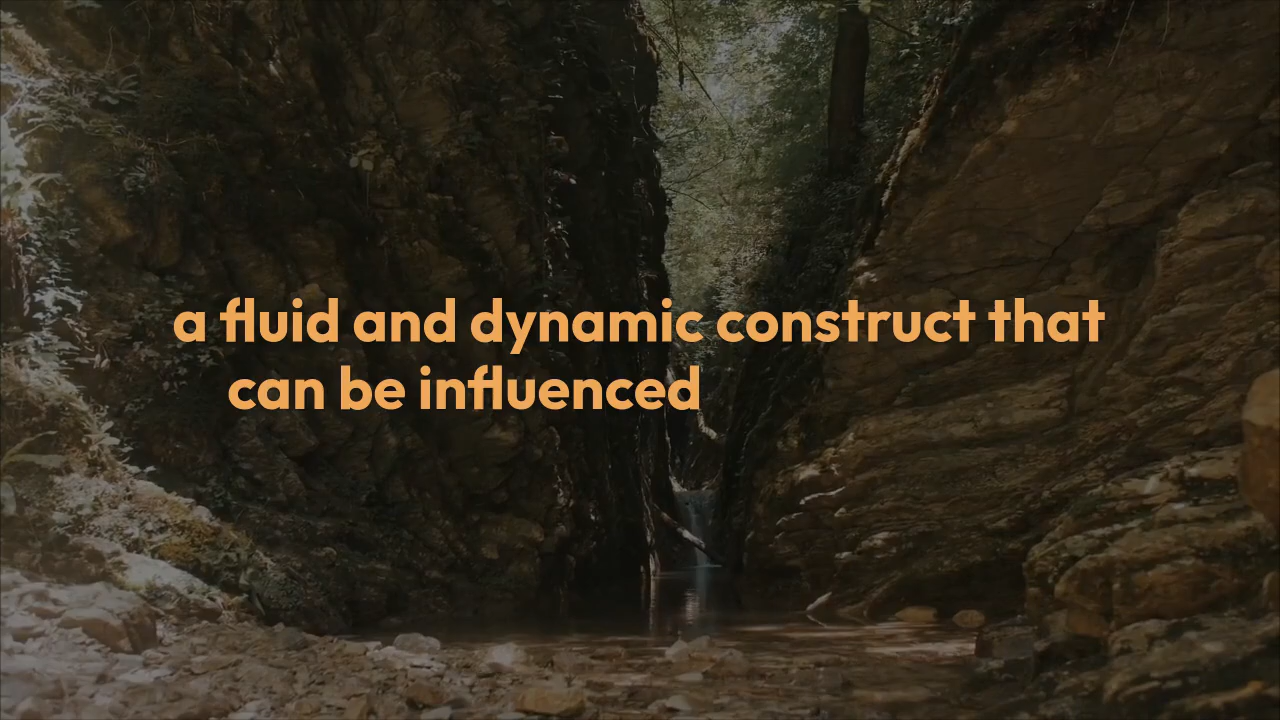 a fluid and dynamic construct that
can be influenced